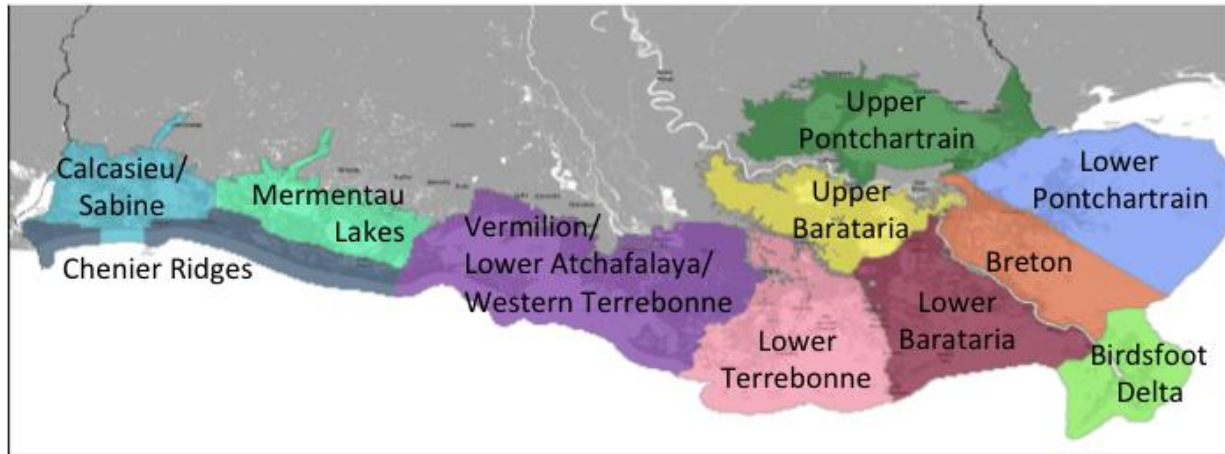 Upper
Pontchartrain
Lower
Pontchartrain
Calcasieu/
Sabine
Mermentau
Lakes
Upper
Barataria
Vermilion/
Lower Atchafalaya/
Western Terrebonne
Chenier Ridges
Breton
Lower
Barataria
Lower
Terrebonne
Birdsfoot
Delta